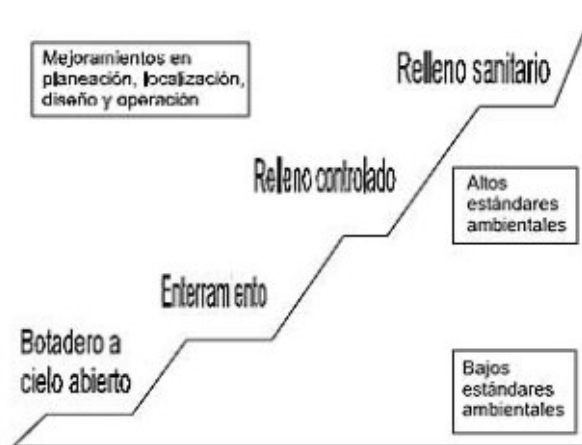 Mejoramientos en
planeación, localización,
diseño y operación
Relleno sanitario
Relleno controlado
Altos
estándares
ambientales
Enterramiento
Botadero a
cielo abierto
Bajos
estándares
ambientales